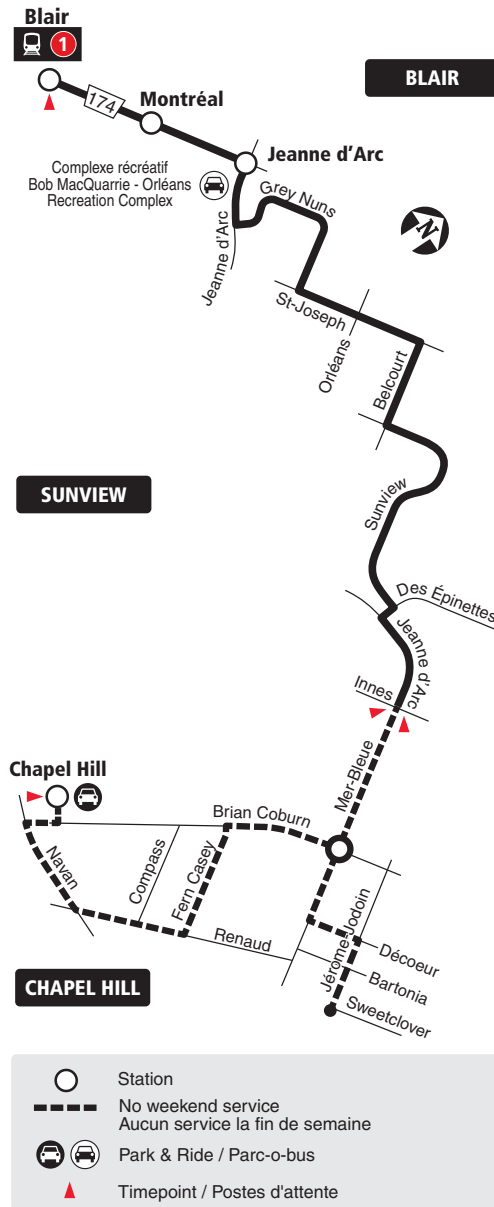 Blair
1
BLAIR
174
Montréal
Jeanne d'Arc
Complexe récréatif
Bob MacQuarrie - Orléans
Recreation Complex
Grey Nuns
Jeanne d'Arc
N
St-Joseph
Orléans
Belcourt
SUNVIEW
Sunview
Des Épinettes
Jeanne d'Arc
Innes
Mer-Bleue
Chapel Hill
Brian Coburn
Navan
Compass
Fern Casey
Renaud
Jérome-Jodoin
Décoeur
Bartonia
Sweetclover
CHAPEL HILL
Station
No weekend service
Aucun service la fin de semaine
Park & Ride / Parc-o-bus
Timepoint / Postes d'attente